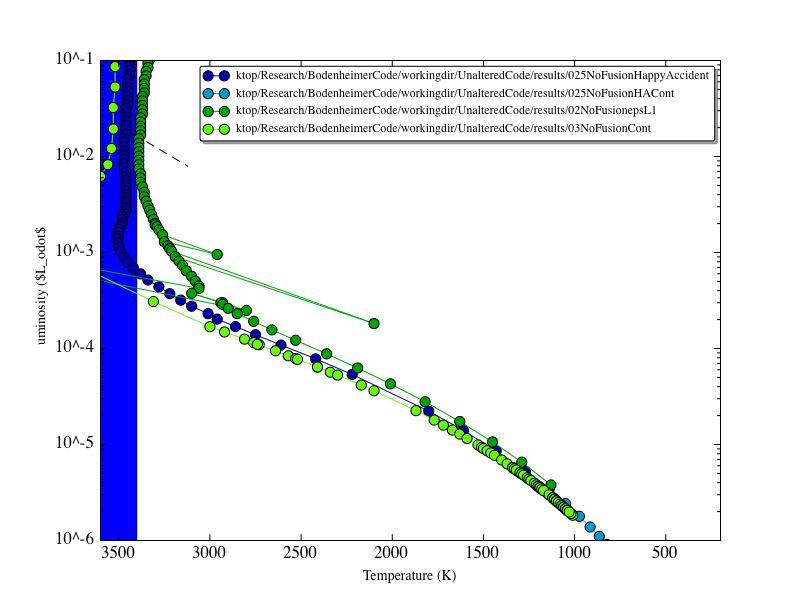 10^-1
10^-2
10^-3
10^-4
10^-5
10^-6
uminosity ($L_odot$
ktop/Research/BodenheimerCode/workingdir/UnalteredCode/results/025NoFusionHappyAccident
ktop/Research/BodenheimerCode/workingdir/UnalteredCode/results/025NoFusionHACont
ktop/Research/BodenheimerCode/workingdir/UnalteredCode/results/02NoFusionepsL1
ktop/Research/BodenheimerCode/workingdir/UnalteredCode/results/03NoFusionCont
3500 3000 2500 2000 1500 1000 500
Temperature (K)